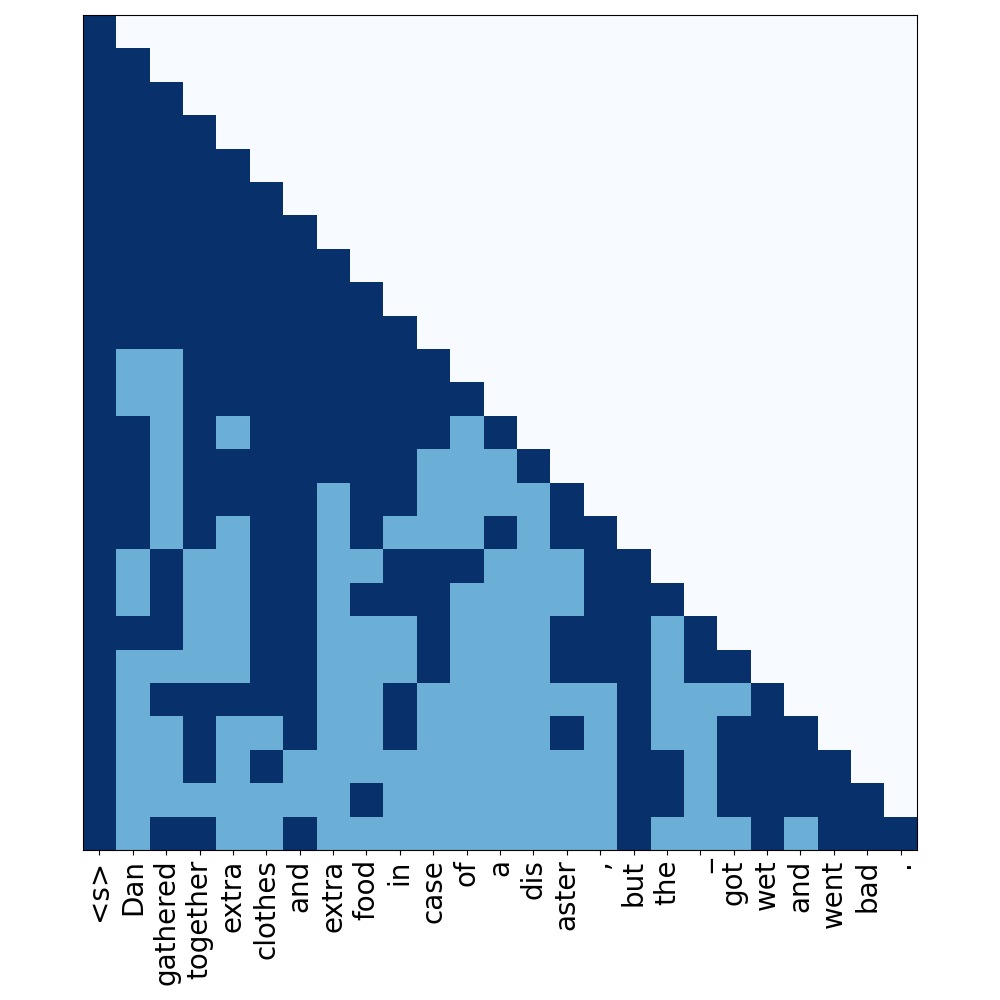 <s> Dan gathered together extra clothes and extra food in case of a dis aster , but the _ got wet and went bad .